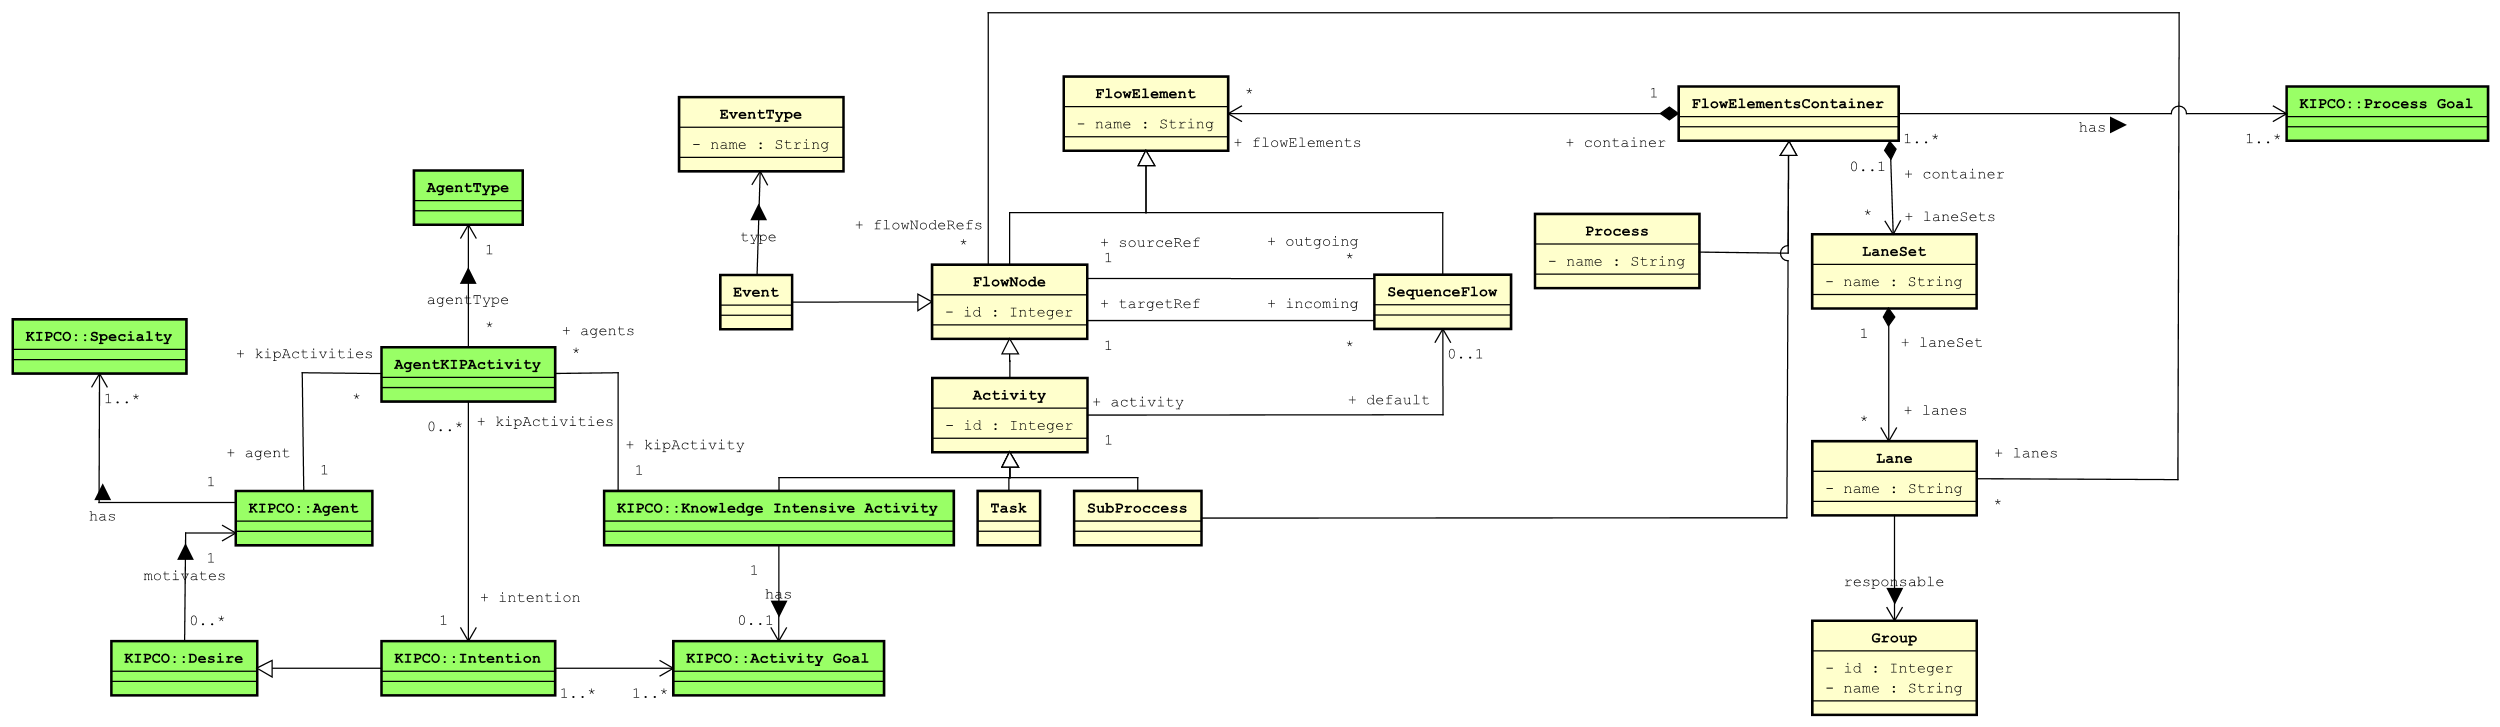 FlowElement
- name : String
*
+ flowElements
1
+ container
FlowElementsContainer
1..*
has
1..*
KIPCO::Process Goal
EventType
- name : String
type
Event
AgentType
1
agentType
*
+ flowNodeRefs
*
FlowNode
- id : Integer
+ sourceRef
1
+ outgoing
*
+ targetRef
1
+ incoming
*
SequenceFlow
0..1
Process
- name : String
0..1
+ container
*
+ laneSets
LaneSet
- name : String
1
+ laneSet
+ lanes
*
Lane
- name : String
+ lanes
*
responsable
Group
- id : Integer
- name : String
KIPCO::Specialty
1..*
has
1
+ kipActivities
*
AgentKIPActivity
+ agents
*
+ kipActivity
1
+ agent
1
KIPCO::Agent
1
motivates
0..*
KIPCO::Desire
0..*
+ kipActivities
+ intention
1
KIPCO::Intention
1..*
1..*
KIPCO::Activity Goal
Activity
- id : Integer
+ activity
1
+ default
KIPCO::Knowledge Intensive Activity
1
has
0..1
Task
SubProccess